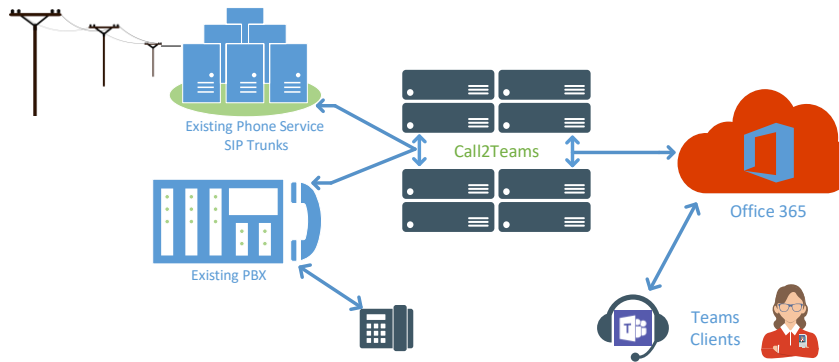 Existing Phone Service
SIP Trunks
Call2Teams
Office 365
Existing PBX
T
Teams
Clients